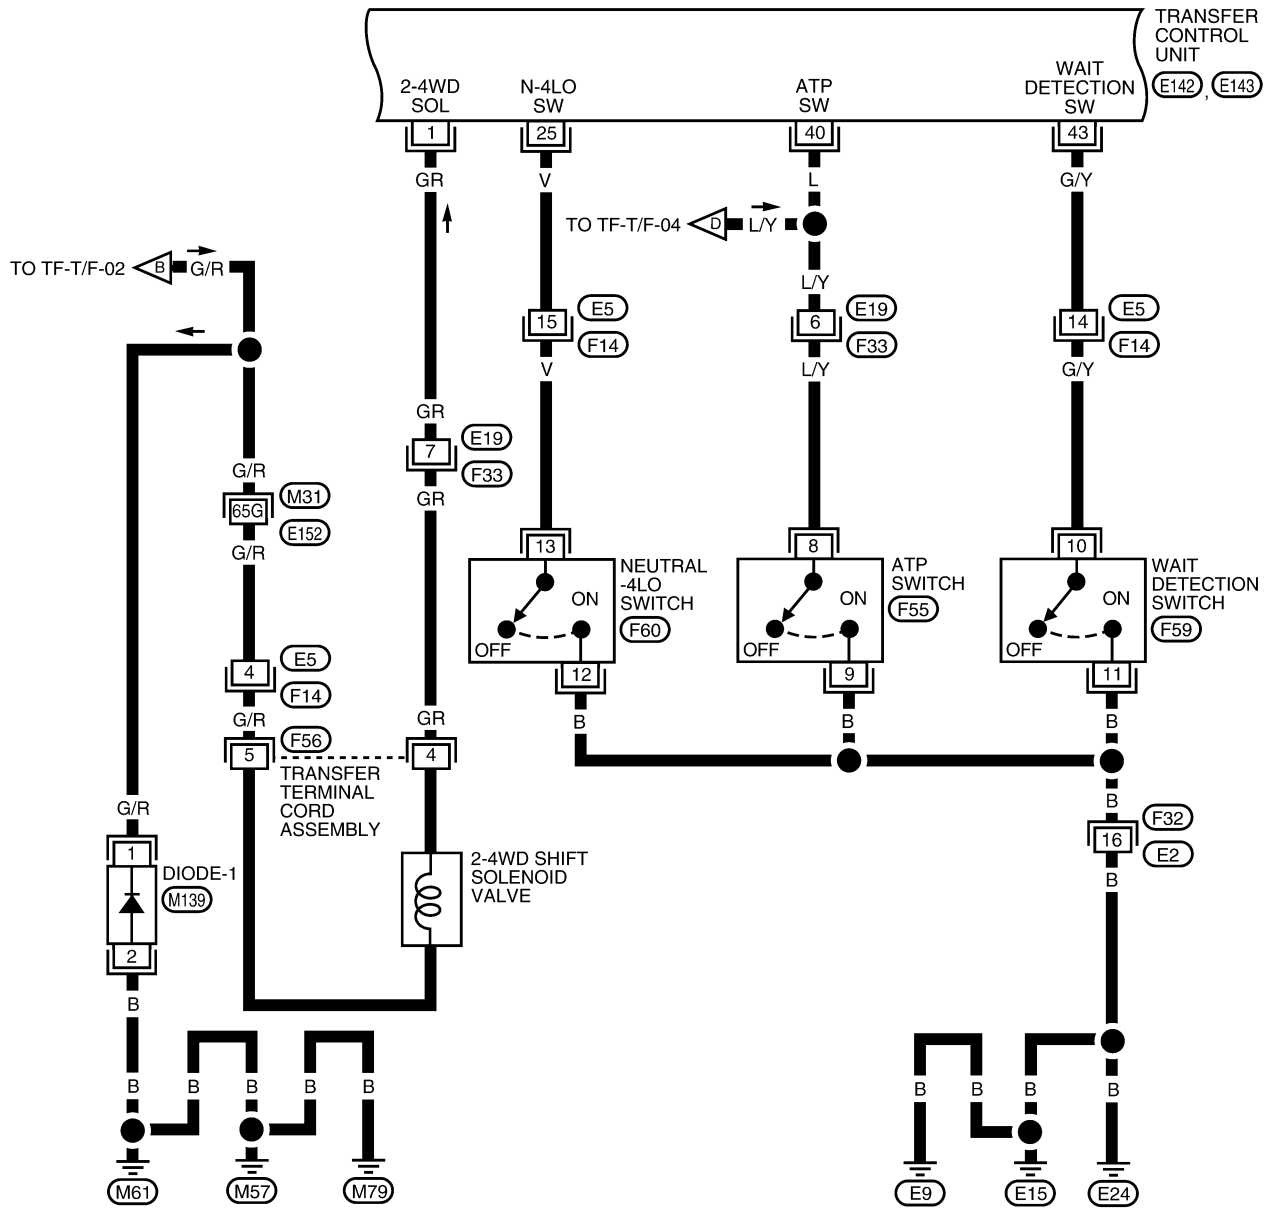 TRANSFER
CONTROL
UNIT
E142 , E143
2-4WD
SOL
N-4LO
SW
ATP
SW
WAIT
DETECTION
SW
1
25
40
43
GR
V
L
G/Y
TO TF-T/F-04
D
L/Y
TO TF-T/F-02
B
G/R
L/Y
15
E5
F14
6
E19
F33
14
E5
F14
V
L/Y
G/Y
GR
7
E19
F33
GR
G/R
65G
M31
E152
G/R
13
8
10
NEUTRAL
-4LO
SWITCH
F60
ON
OFF
ATP
SWITCH
F55
ON
OFF
WAIT
DETECTION
SWITCH
F59
ON
OFF
12
9
11
B
B
B
4
E5
F14
G/R
GR
5
F56
4
TRANSFER
TERMINAL
CORD
ASSEMBLY
B
16
F32
E2
B
G/R
1
DIODE-1
M139
2
2-4WD SHIFT
SOLENOID
VALVE
B
B
B
B
B
B
B
B
B
B
M61
M57
M79
E9
E15
E24